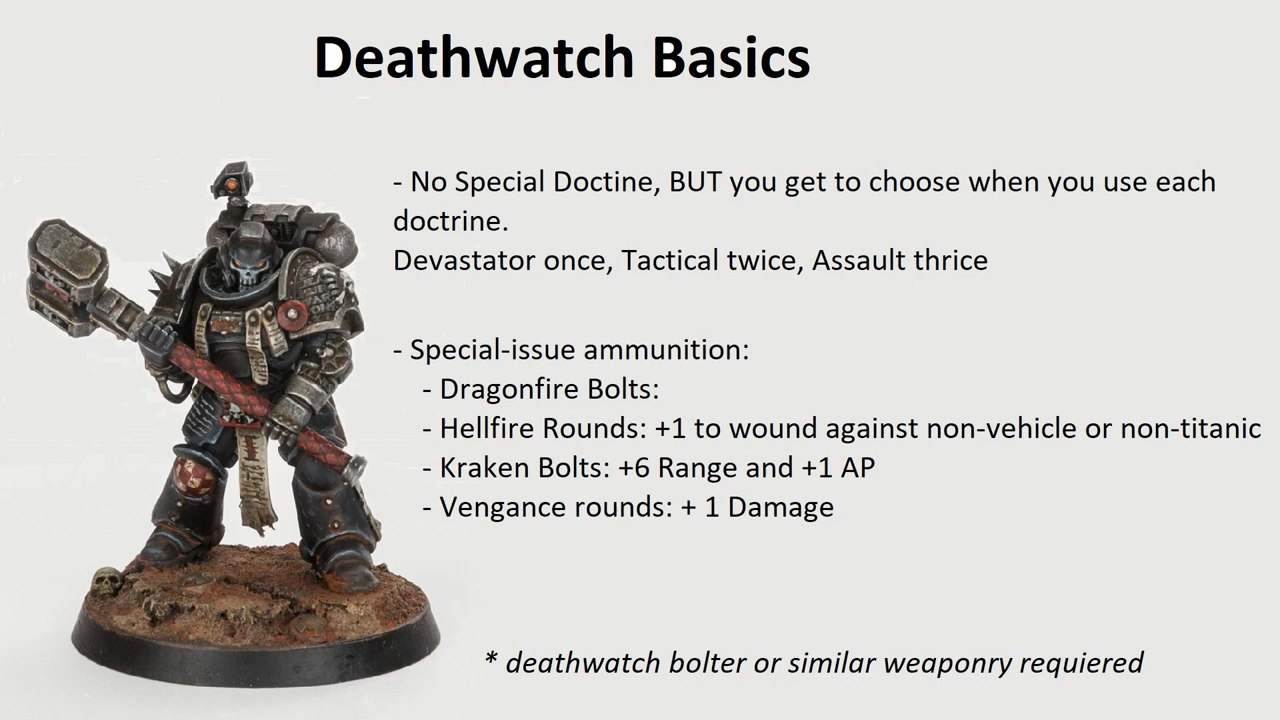 Deathwatch Basics
- No Special Doctine, BUT you get to choose when you use each
doctrine.
Devastator once, Tactical twice, Assault thrice
- Special-issue ammunition:
- Dragonfire Bolts:
- Hellfire Rounds: +1 to wound against non-vehicle or non-titanic
- Kraken Bolts: +6 Range and +1 AP
- Vengance rounds: + 1 Damage
* deathwatch bolter or similar weaponry requiered